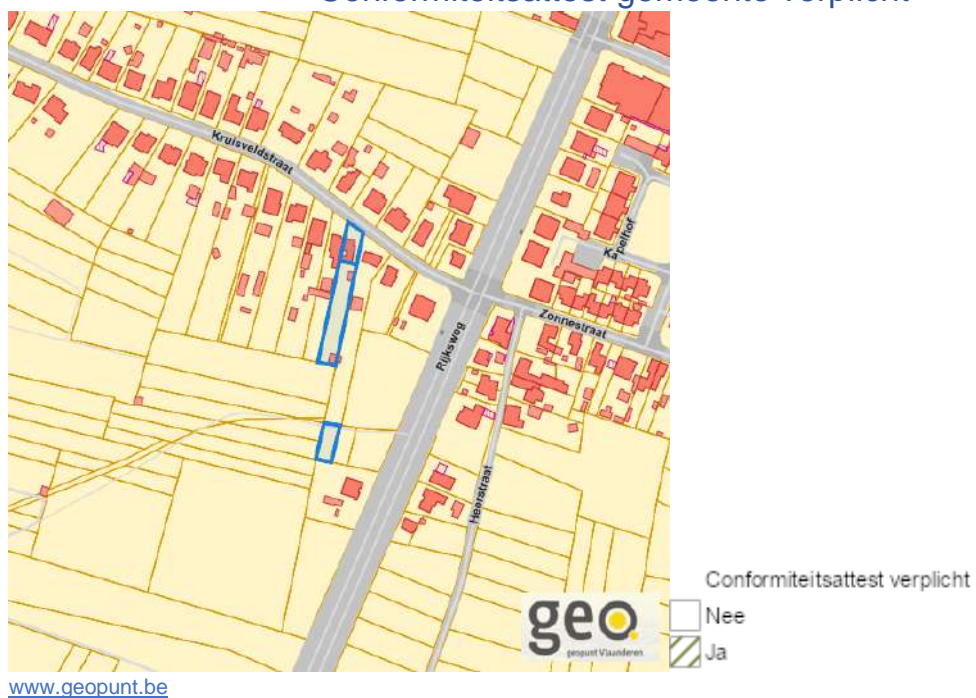 Conformiteitsattest gemeente verplicht
Kruisveldstraat
Kapelhof
Zonnestraat
Rijksweg
Heerstraat
geo
geopunt Vlaanderen
Conformiteitsattest verplicht
Nee
Ja
www.geopunt.be